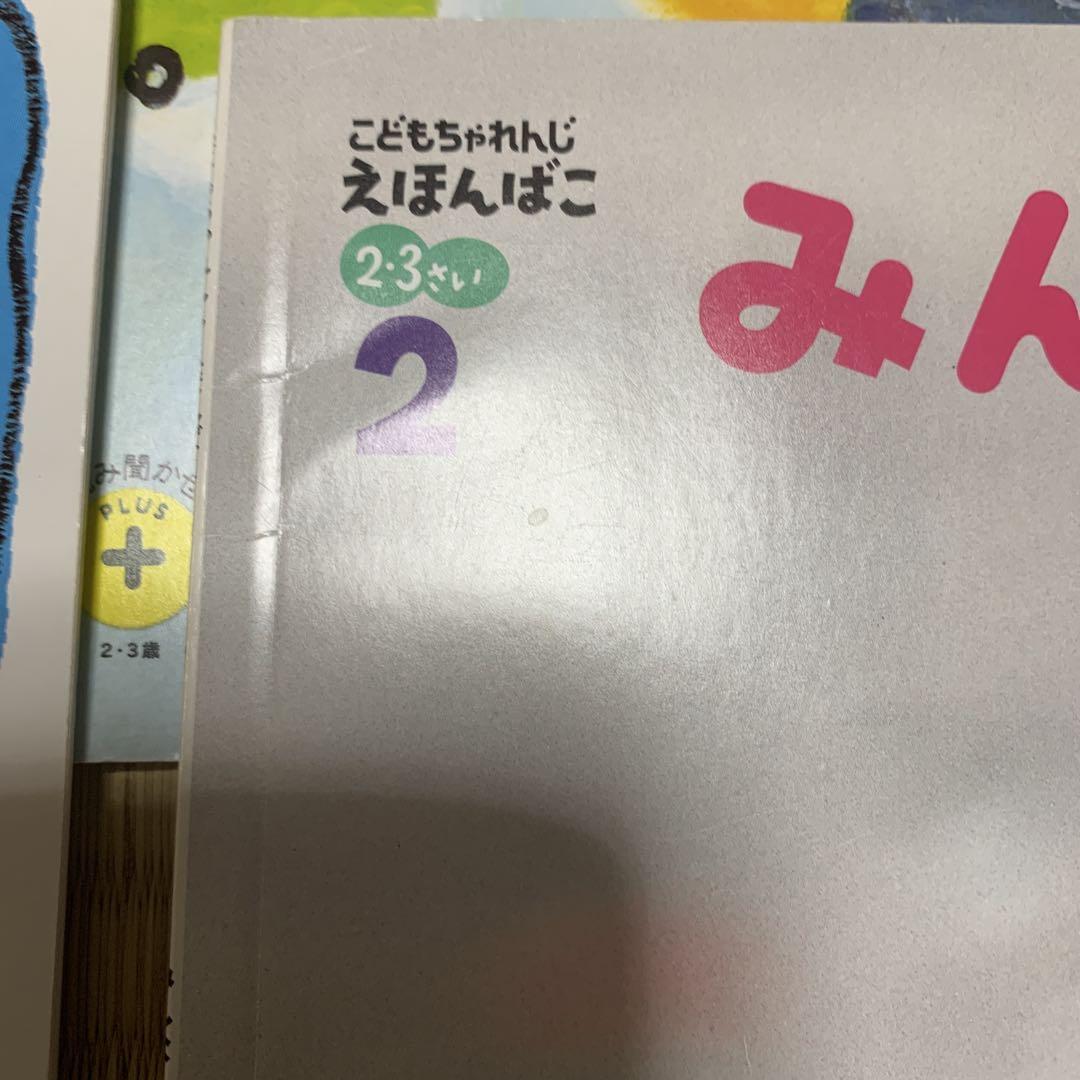 こどもちゃれんじ
えほんばこ
2・3さい
2
みん
み聞かせ
PLUS
+
2・3歳